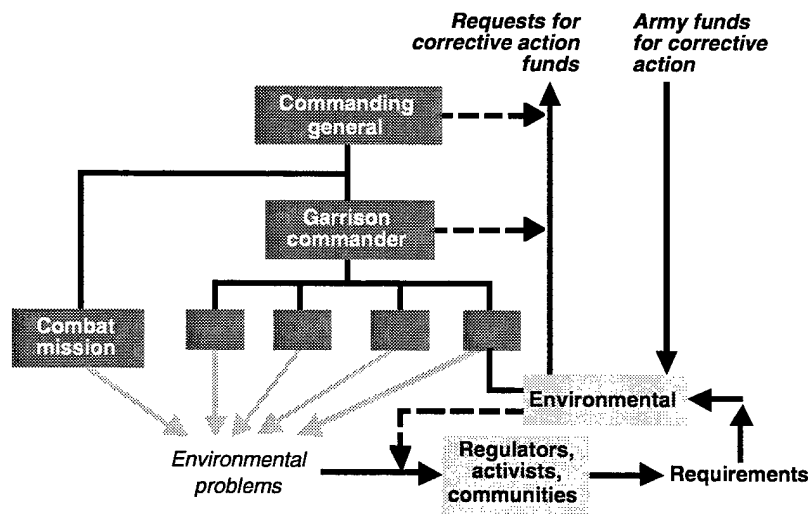 Requests for
corrective action
funds
Army funds
for corrective
action
Commanding
general
Garrison
commander
Combat
mission
Environmental
Environmental
problems
Regulators,
activists,
communities
Requirements